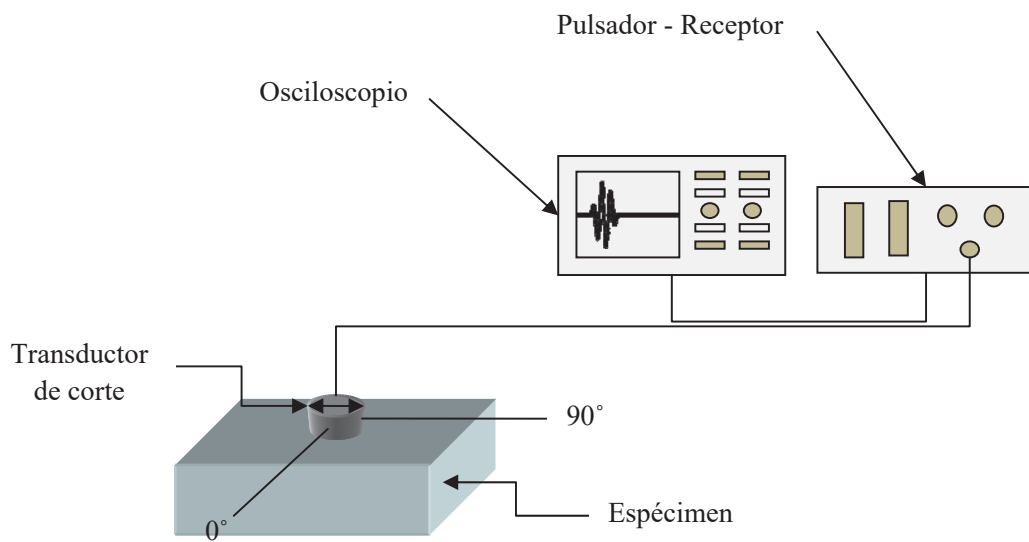 Pulsador - Receptor
Osciloscopio
Transductor
de corte
90˚
0˚
Espécimen